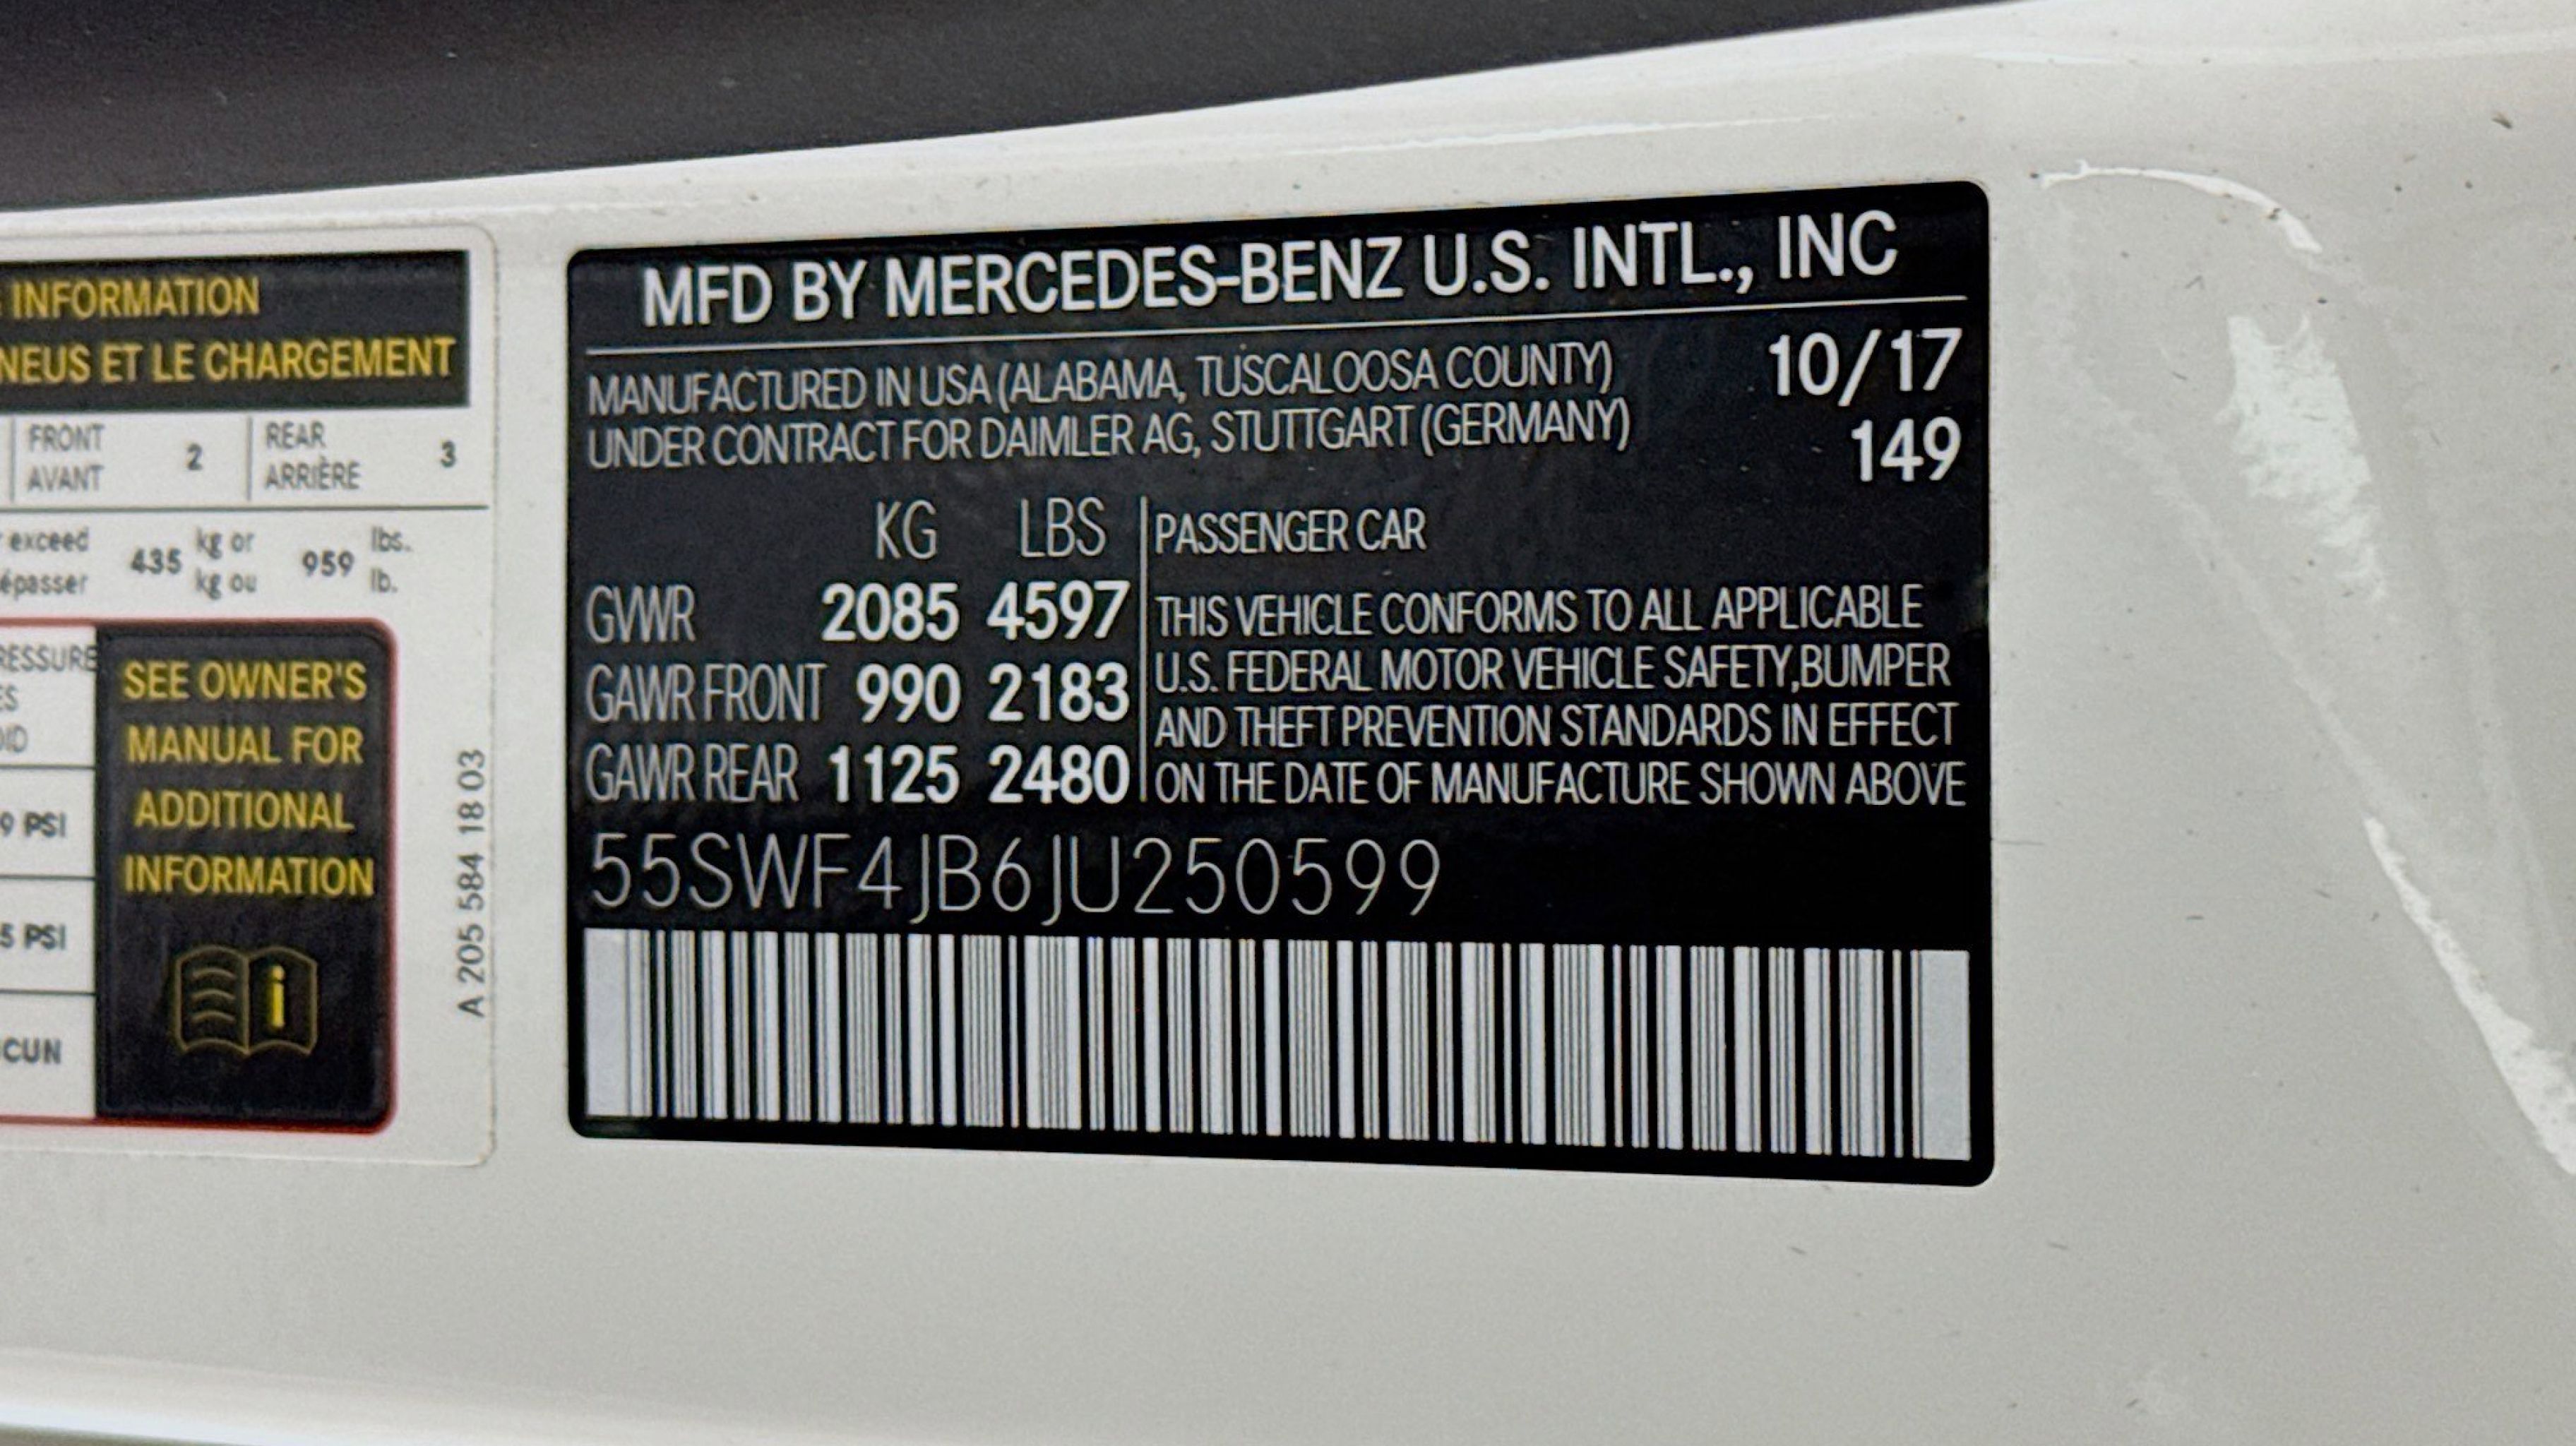 INFORMATION
NEUS ET LE CHARGEMENT
FRONT 2 REAR 3
AVANT ARRIÈRE
exceed 435 kg or 959 lbs.
épasser kg ou lb.
RESSURE
ES
OID
9 PSI
5 PSI
CUN
SEE OWNER'S
MANUAL FOR
ADDITIONAL
INFORMATION
i
A 205 584 18 03
MFD BY MERCEDES-BENZ U.S. INTL., INC
MANUFACTURED IN USA (ALABAMA, TUSCALOOSA COUNTY) 10/17
UNDER CONTRACT FOR DAIMLER AG, STUTTGART (GERMANY) 149
KG LBS
GVWR 2085 4597
GAWR FRONT 990 2183
GAWR REAR 1125 2480
PASSENGER CAR
THIS VEHICLE CONFORMS TO ALL APPLICABLE
U.S. FEDERAL MOTOR VEHICLE SAFETY,BUMPER
AND THEFT PREVENTION STANDARDS IN EFFECT
ON THE DATE OF MANUFACTURE SHOWN ABOVE
55SWF4JB6JU250599